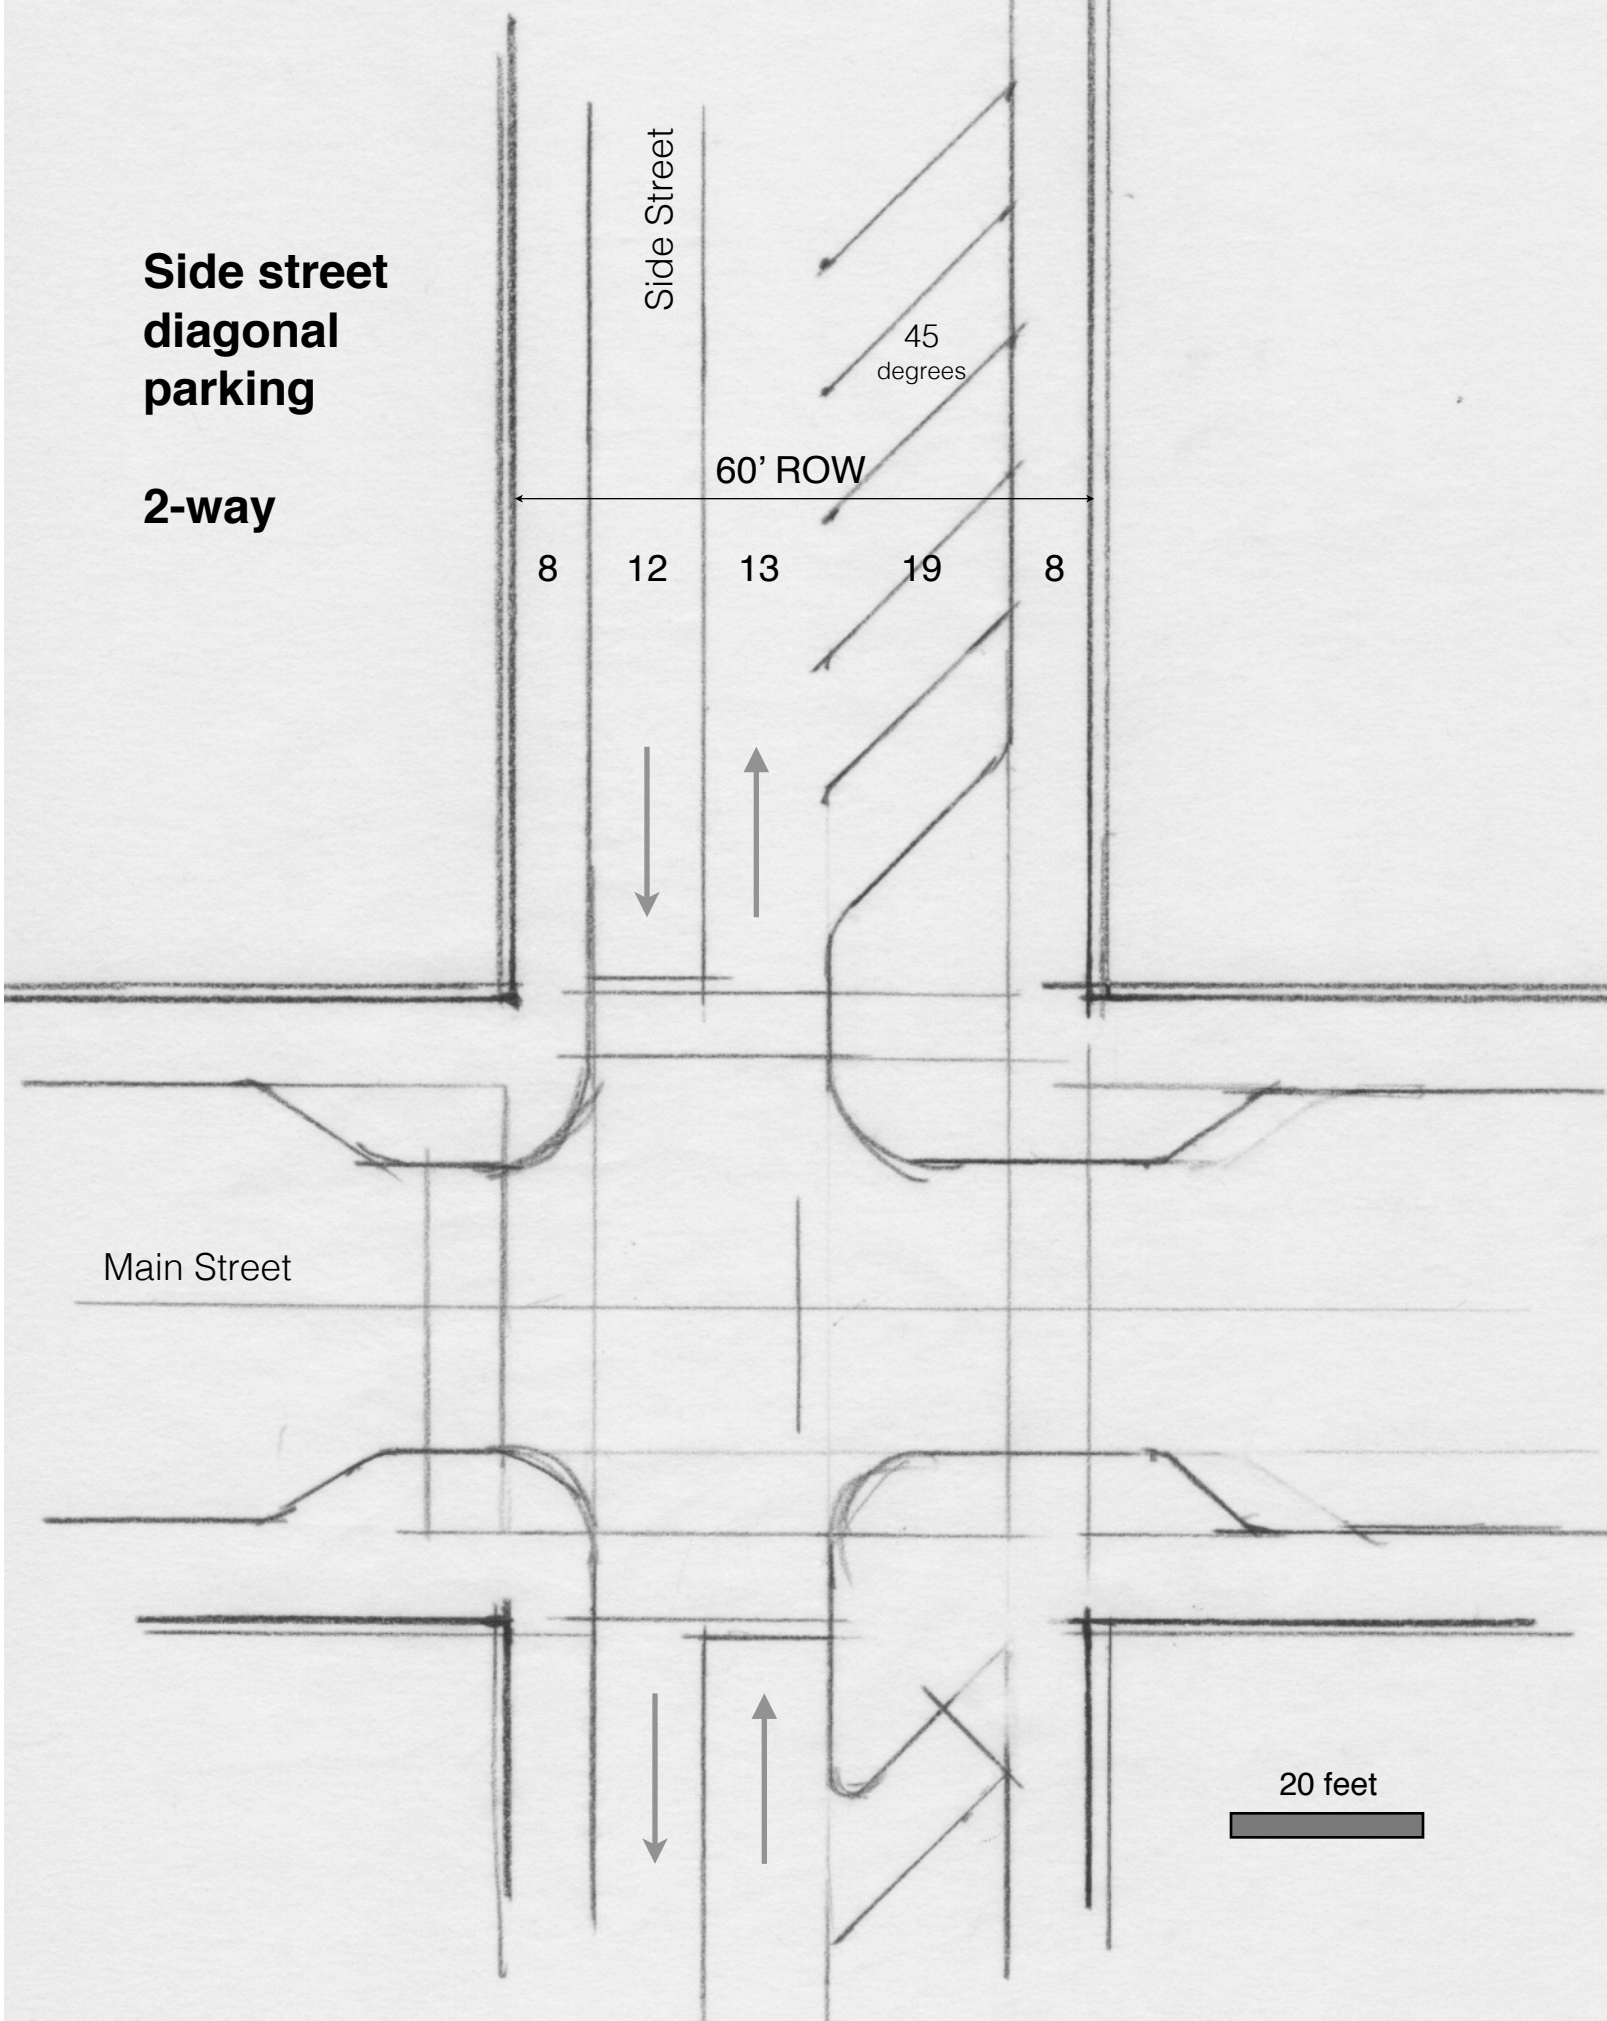 Side Street
Side street
diagonal
parking
2-way
45
degrees
60’ ROW
8 12 13 19 8
Main Street
20 feet